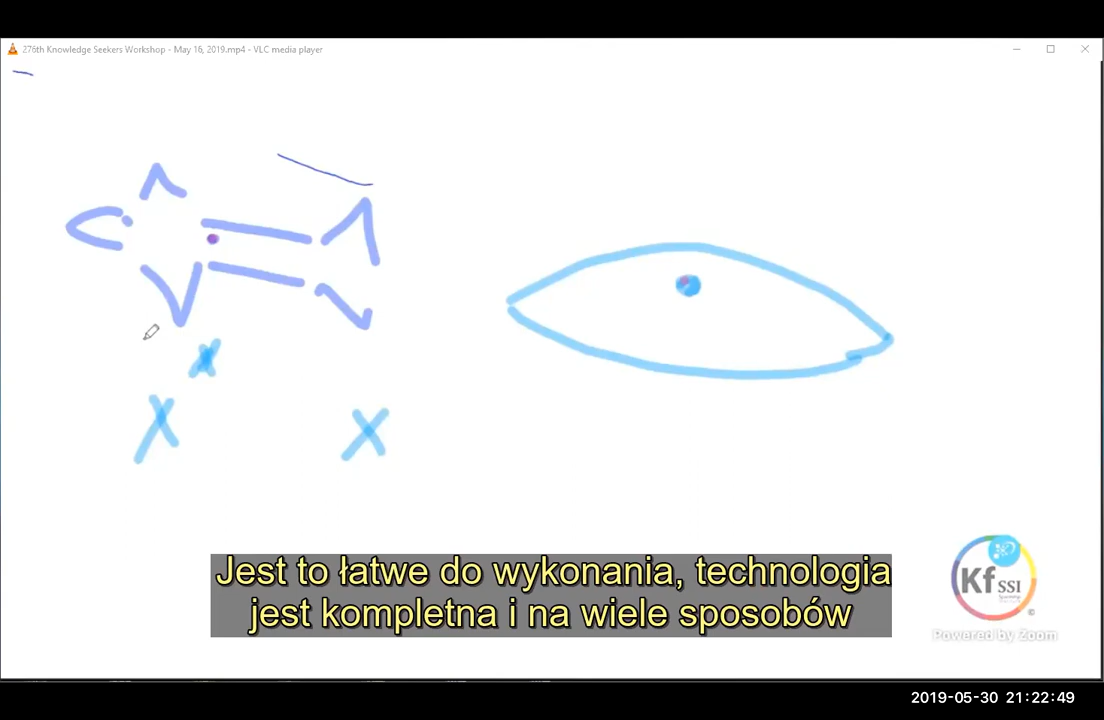 276th Knowledge Seekers Workshop - May 16, 2019.mp4 - VLC media player
X
X
X
Jest to łatwe do wykonania, technologia
jest kompletna i na wiele sposobów
Kf SSI
©
Powered by Zoom
2019-05-30 21:22:49